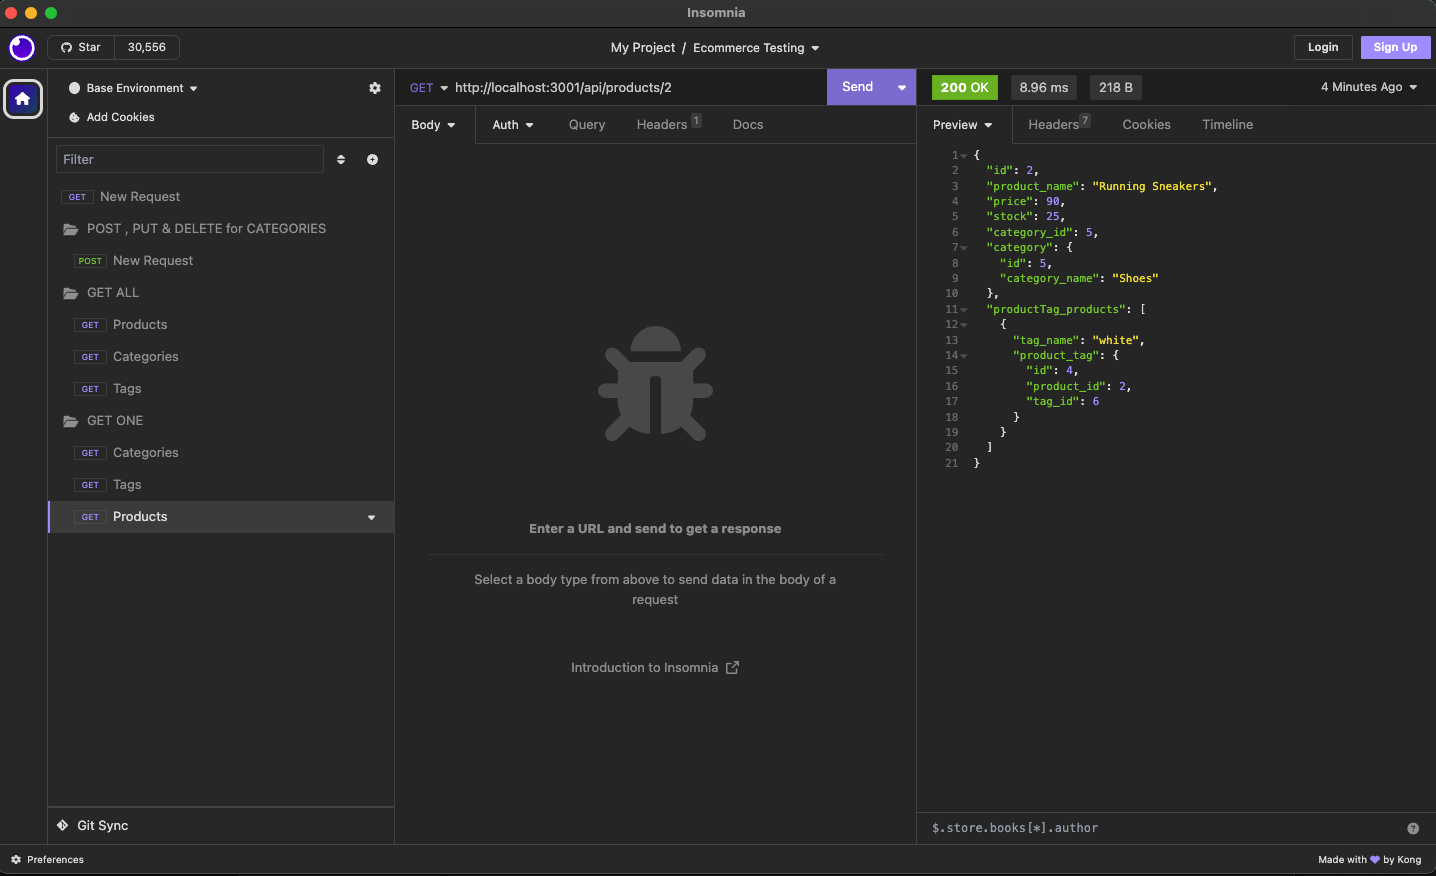 Insomnia
Star 30,556
My Project / Ecommerce Testing
Login Sign Up
Base Environment
Add Cookies
Filter
GET New Request
POST , PUT & DELETE for CATEGORIES
POST New Request
GET ALL
GET Products
GET Categories
GET Tags
GET ONE
GET Categories
GET Tags
GET Products
Git Sync
GET http://localhost:3001/api/products/2 Send
Body Auth Query Headers 1 Docs
Enter a URL and send to get a response
Select a body type from above to send data in the body of a
request
Introduction to Insomnia
200 OK 8.96 ms 218 B 4 Minutes Ago
Preview Headers 7 Cookies Timeline
1 {
2 "id": 2,
3 "product_name": "Running Sneakers",
4 "price": 90,
5 "stock": 25,
6 "category_id": 5,
7 "category": {
8 "id": 5,
9 "category_name": "Shoes"
10 },
11 "productTag_products": [
12 {
13 "tag_name": "white",
14 "product_tag": {
15 "id": 4,
16 "product_id": 2,
17 "tag_id": 6
18 }
19 }
20 ]
21 }
$.store.books[*].author ?
Preferences
Made with 💜 by Kong